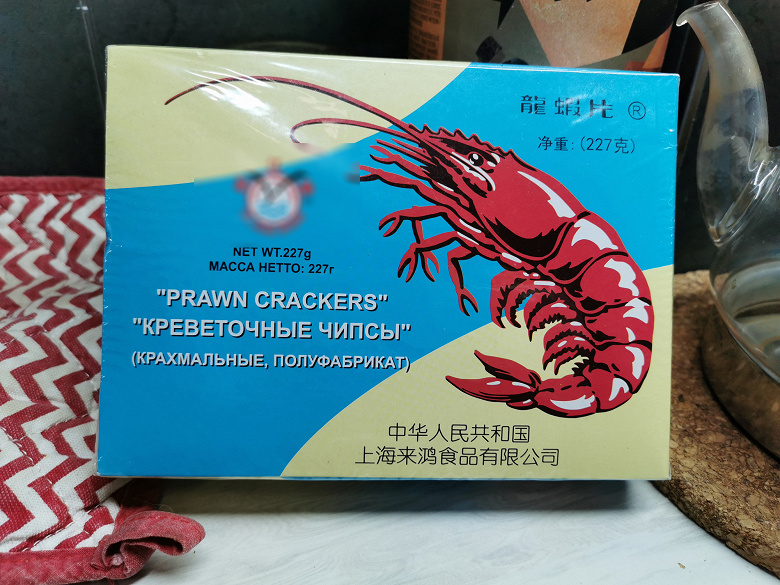 龍蝦片 ®
净重:(227克)
NET WT.227g
МАССА НЕТТО: 227г
"PRAWN CRACKERS"
"КРЕВЕТОЧНЫЕ ЧИПСЫ"
(КРАХМАЛЬНЫЕ, ПОЛУФАБРИКАТ)
中华人民共和国
上海来鸿食品有限公司